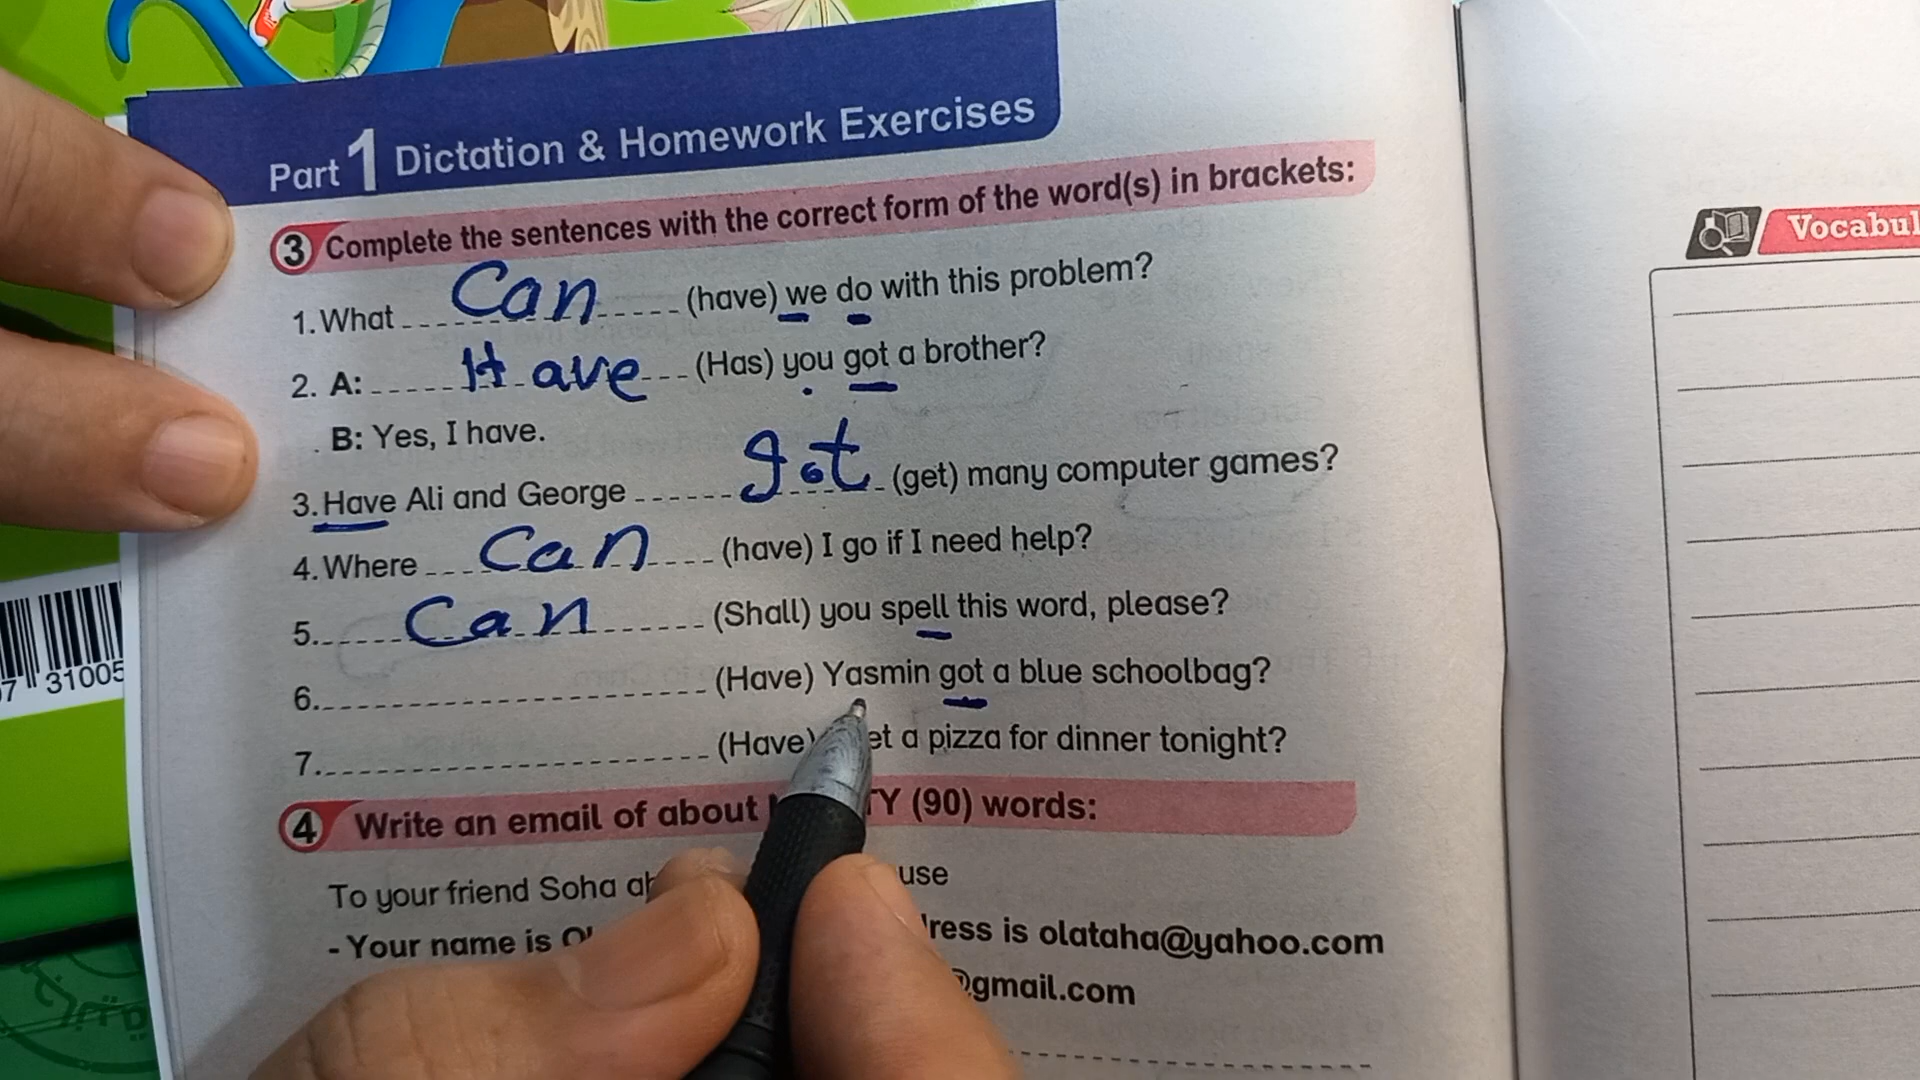 Part 1 Dictation & Homework Exercises
3 Complete the sentences with the correct form of the word(s) in brackets:
1. What Can (have) we do with this problem?
2. A: Have (Has) you got a brother?
B: Yes, I have.
3. Have Ali and George got (get) many computer games?
4. Where Can (have) I go if I need help?
5. Can (Shall) you spell this word, please?
6. (Have) Yasmin got a blue schoolbag?
7. (Have) a pizza for dinner tonight?
4 Write an email of about (90) words:
To your friend Soha
- Your name is is olataha@yahoo.com
@gmail.com
7 31005